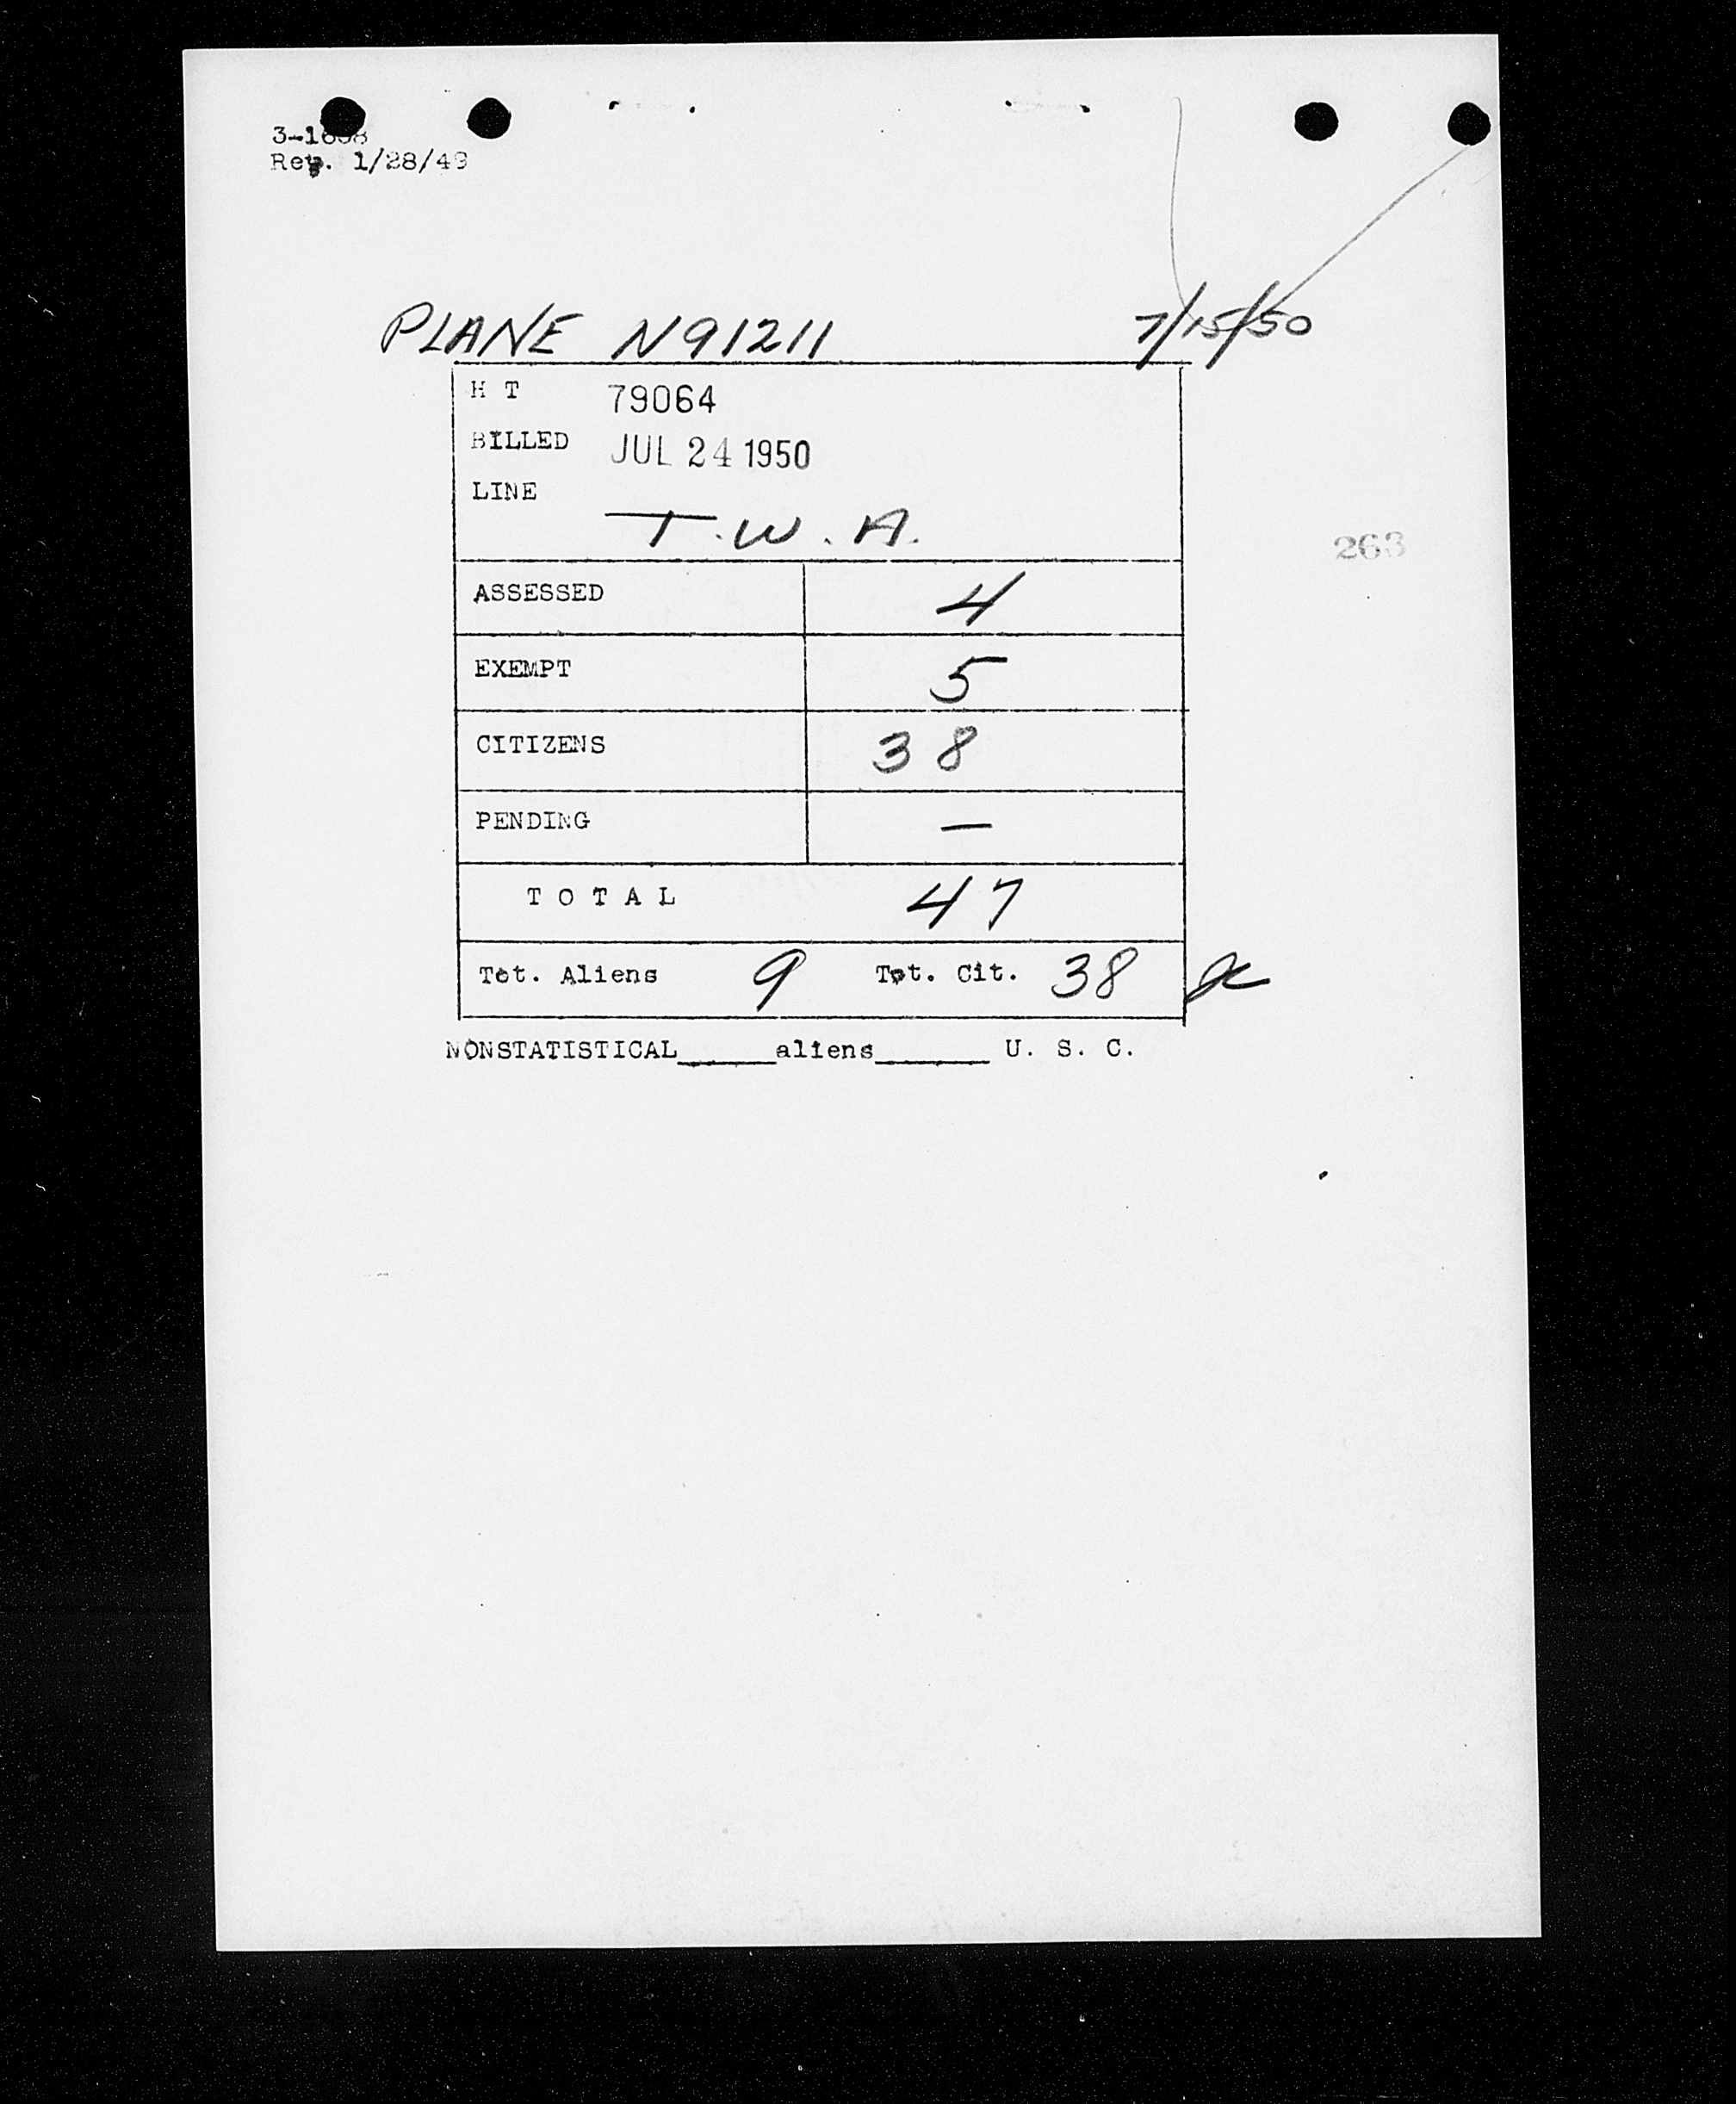 Rev. 1/28/49
PLANE N91211 7/15/50
H T 79064
BILLED JUL 24 1950
LINE
T.W.A.
263
ASSESSED 4
EXEMPT 5
CITIZENS 38
PENDING —
TOTAL 47
Tot. Aliens 9 Tot. Cit. 38
NONSTATISTICAL_____aliens______ U. S. C.